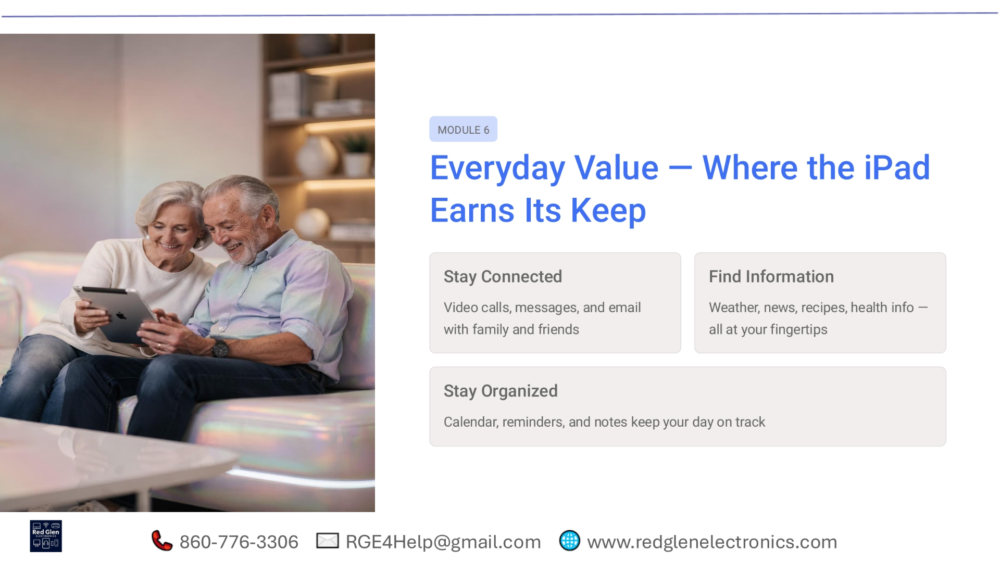 MODULE 6
Everyday Value — Where the iPad
Earns Its Keep
Stay Connected
Video calls, messages, and email
with family and friends
Find Information
Weather, news, recipes, health info —
all at your fingertips
Stay Organized
Calendar, reminders, and notes keep your day on track
Red Glen
ELECTRONICS
860-776-3306 RGE4Help@gmail.com www.redglenelectronics.com